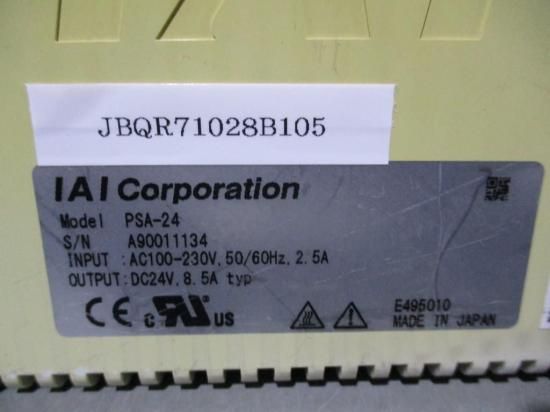 JBQR71028B105
IAI Corporation
Model PSA-24
S/N A90011134
INPUT :AC100-230V,50/60Hz,2.5A
OUTPUT:DC24V,8.5A typ
CE c RU US
E495010
MADE IN JAPAN